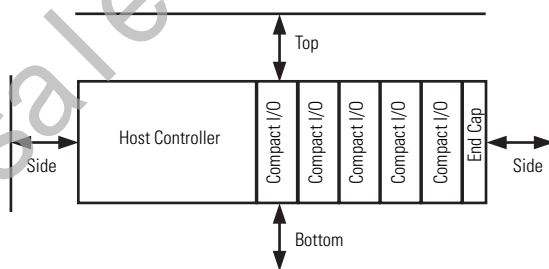 Top
Host Controller
Compact I/O
Compact I/O
Compact I/O
Compact I/O
Compact I/O
End Cap
Side
Side
Bottom